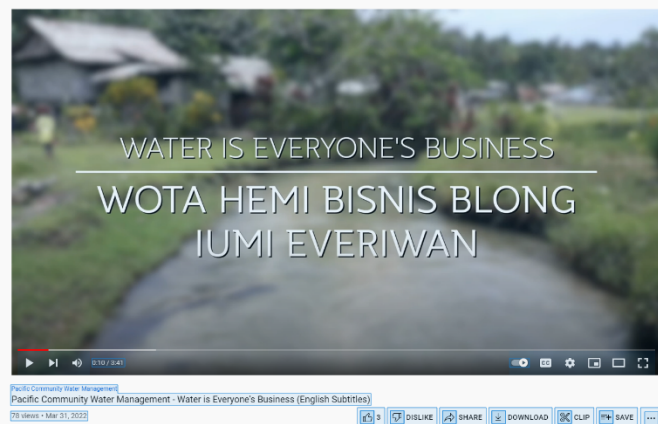 WATER IS EVERYONE'S BUSINESS
WOTA HEMI BISNIS BLONG
IUMI EVERIWAN
0:10 / 3:41
CC
Pacific Community Water Management
Pacific Community Water Management - Water is Everyone's Business (English Subtitles)
78 views • Mar 31, 2022
3 DISLIKE SHARE DOWNLOAD CLIP SAVE